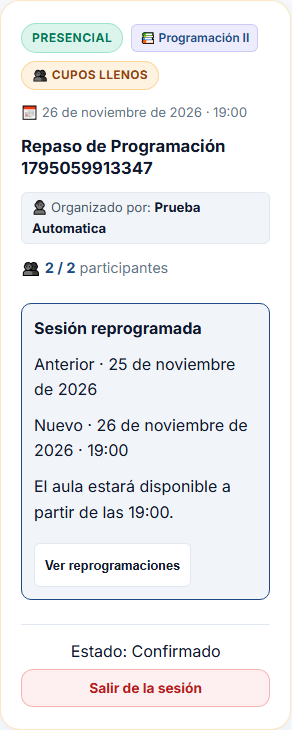 PRESENCIAL
Programación II
CUPOS LLENOS
26 de noviembre de 2026 · 19:00
Repaso de Programación
1795059913347
Organizado por: Prueba
Automatica
2 / 2 participantes
Sesión reprogramada
Anterior · 25 de noviembre
de 2026
Nuevo · 26 de noviembre de
2026 · 19:00
El aula estará disponible a
partir de las 19:00.
Ver reprogramaciones
Estado: Confirmado
Salir de la sesión